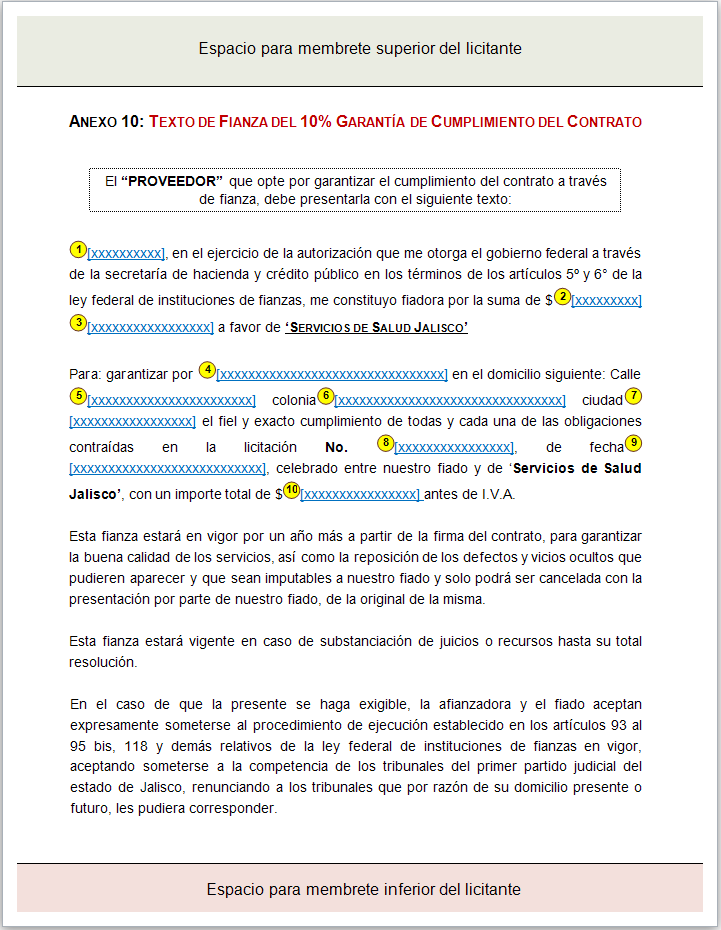 Espacio para membrete superior del licitante
ANEXO 10: TEXTO DE FIANZA DEL 10% GARANTÍA DE CUMPLIMIENTO DEL CONTRATO
El “PROVEEDOR” que opte por garantizar el cumplimiento del contrato a través
de fianza, debe presentarla con el siguiente texto:
1 [xxxxxxxxxx], en el ejercicio de la autorización que me otorga el gobierno federal a través
de la secretaría de hacienda y crédito público en los términos de los artículos 5º y 6° de la
ley federal de instituciones de fianzas, me constituyo fiadora por la suma de $ 2 [xxxxxxxxx]
3 [xxxxxxxxxxxxxxxxx] a favor de ‘SERVICIOS DE SALUD JALISCO’
Para: garantizar por 4 [xxxxxxxxxxxxxxxxxxxxxxxxxxxxxxxx] en el domicilio siguiente: Calle
5 [xxxxxxxxxxxxxxxxxxxxxxx] colonia 6 [xxxxxxxxxxxxxxxxxxxxxxxxxxxxxxxx] ciudad 7
[xxxxxxxxxxxxxxxxx] el fiel y exacto cumplimiento de todas y cada una de las obligaciones
contraídas en la licitación No. 8 [xxxxxxxxxxxxxxxx], de fecha 9
[xxxxxxxxxxxxxxxxxxxxxxxxxxx], celebrado entre nuestro fiado y de ‘Servicios de Salud
Jalisco’, con un importe total de $ 10 [xxxxxxxxxxxxxxxx] antes de I.V.A.
Esta fianza estará en vigor por un año más a partir de la firma del contrato, para garantizar
la buena calidad de los servicios, así como la reposición de los defectos y vicios ocultos que
pudieren aparecer y que sean imputables a nuestro fiado y solo podrá ser cancelada con la
presentación por parte de nuestro fiado, de la original de la misma.
Esta fianza estará vigente en caso de substanciación de juicios o recursos hasta su total
resolución.
En el caso de que la presente se haga exigible, la afianzadora y el fiado aceptan
expresamente someterse al procedimiento de ejecución establecido en los artículos 93 al
95 bis, 118 y demás relativos de la ley federal de instituciones de fianzas en vigor,
aceptando someterse a la competencia de los tribunales del primer partido judicial del
estado de Jalisco, renunciando a los tribunales que por razón de su domicilio presente o
futuro, les pudiera corresponder.
Espacio para membrete inferior del licitante